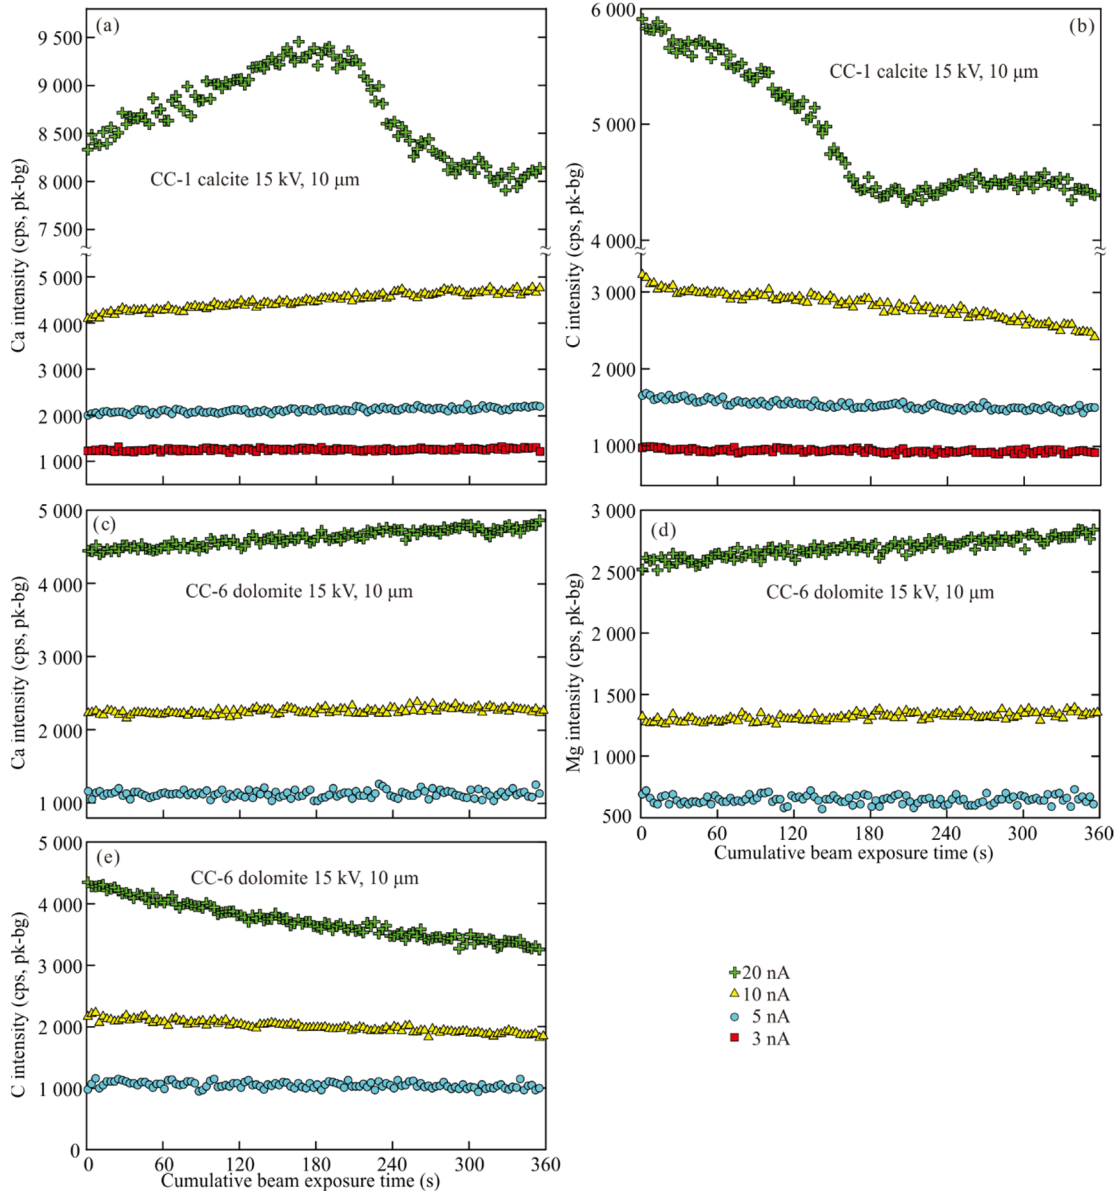 (a)
9 500
9 000
8 500
8 000
7 500
5 000
4 000
3 000
2 000
1 000
Ca intensity (cps, pk-bg)
CC-1 calcite 15 kV, 10 μm
(b)
6 000
5 000
4 000
3 000
2 000
1 000
C intensity (cps, pk-bg)
CC-1 calcite 15 kV, 10 μm
(c)
5 000
4 000
3 000
2 000
1 000
Ca intensity (cps, pk-bg)
CC-6 dolomite 15 kV, 10 μm
(d)
3 000
2 500
2 000
1 500
1 000
500
Mg intensity (cps, pk-bg)
CC-6 dolomite 15 kV, 10 μm
0 60 120 180 240 300 360
Cumulative beam exposure time (s)
(e)
5 000
4 000
3 000
2 000
1 000
0
C intensity (cps, pk-bg)
CC-6 dolomite 15 kV, 10 μm
0 60 120 180 240 300 360
Cumulative beam exposure time (s)
20 nA
10 nA
5 nA
3 nA